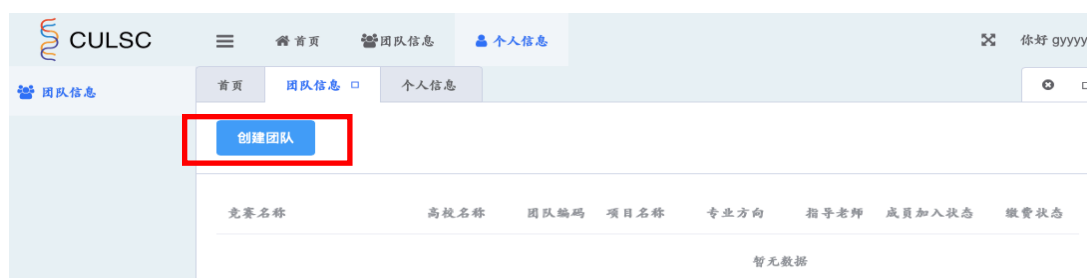 CULSC
首页 团队信息 个人信息 你好 gyyyy
团队信息
首页 团队信息 个人信息
创建团队
竞赛名称 高校名称 团队编码 项目名称 专业方向 指导老师 成员加入状态 缴费状态
暂无数据